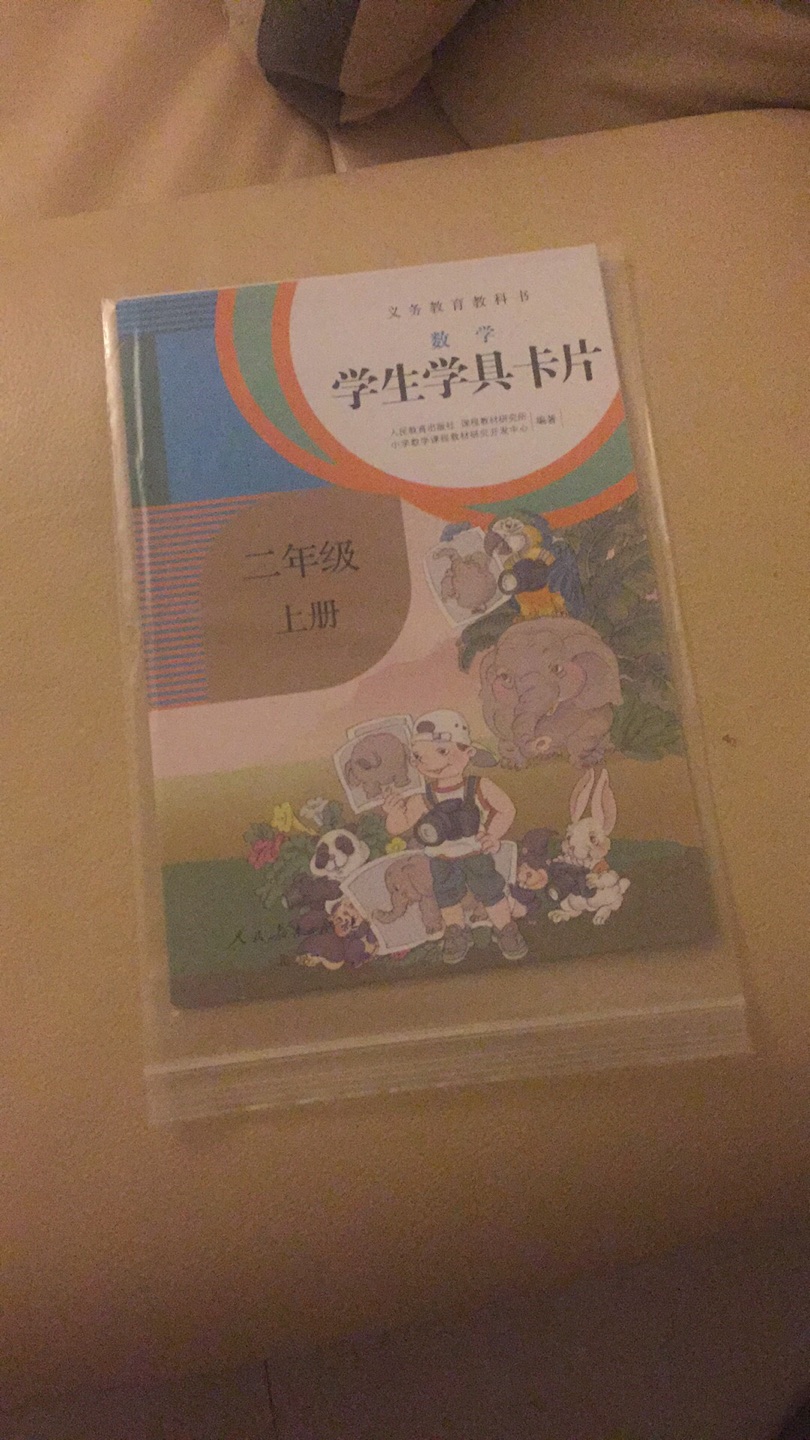 义务教育教科书
数学
学生学具卡片
人民教育出版社 课程教材研究所
小学数学课程教材研究开发中心
编著
二年级
上册